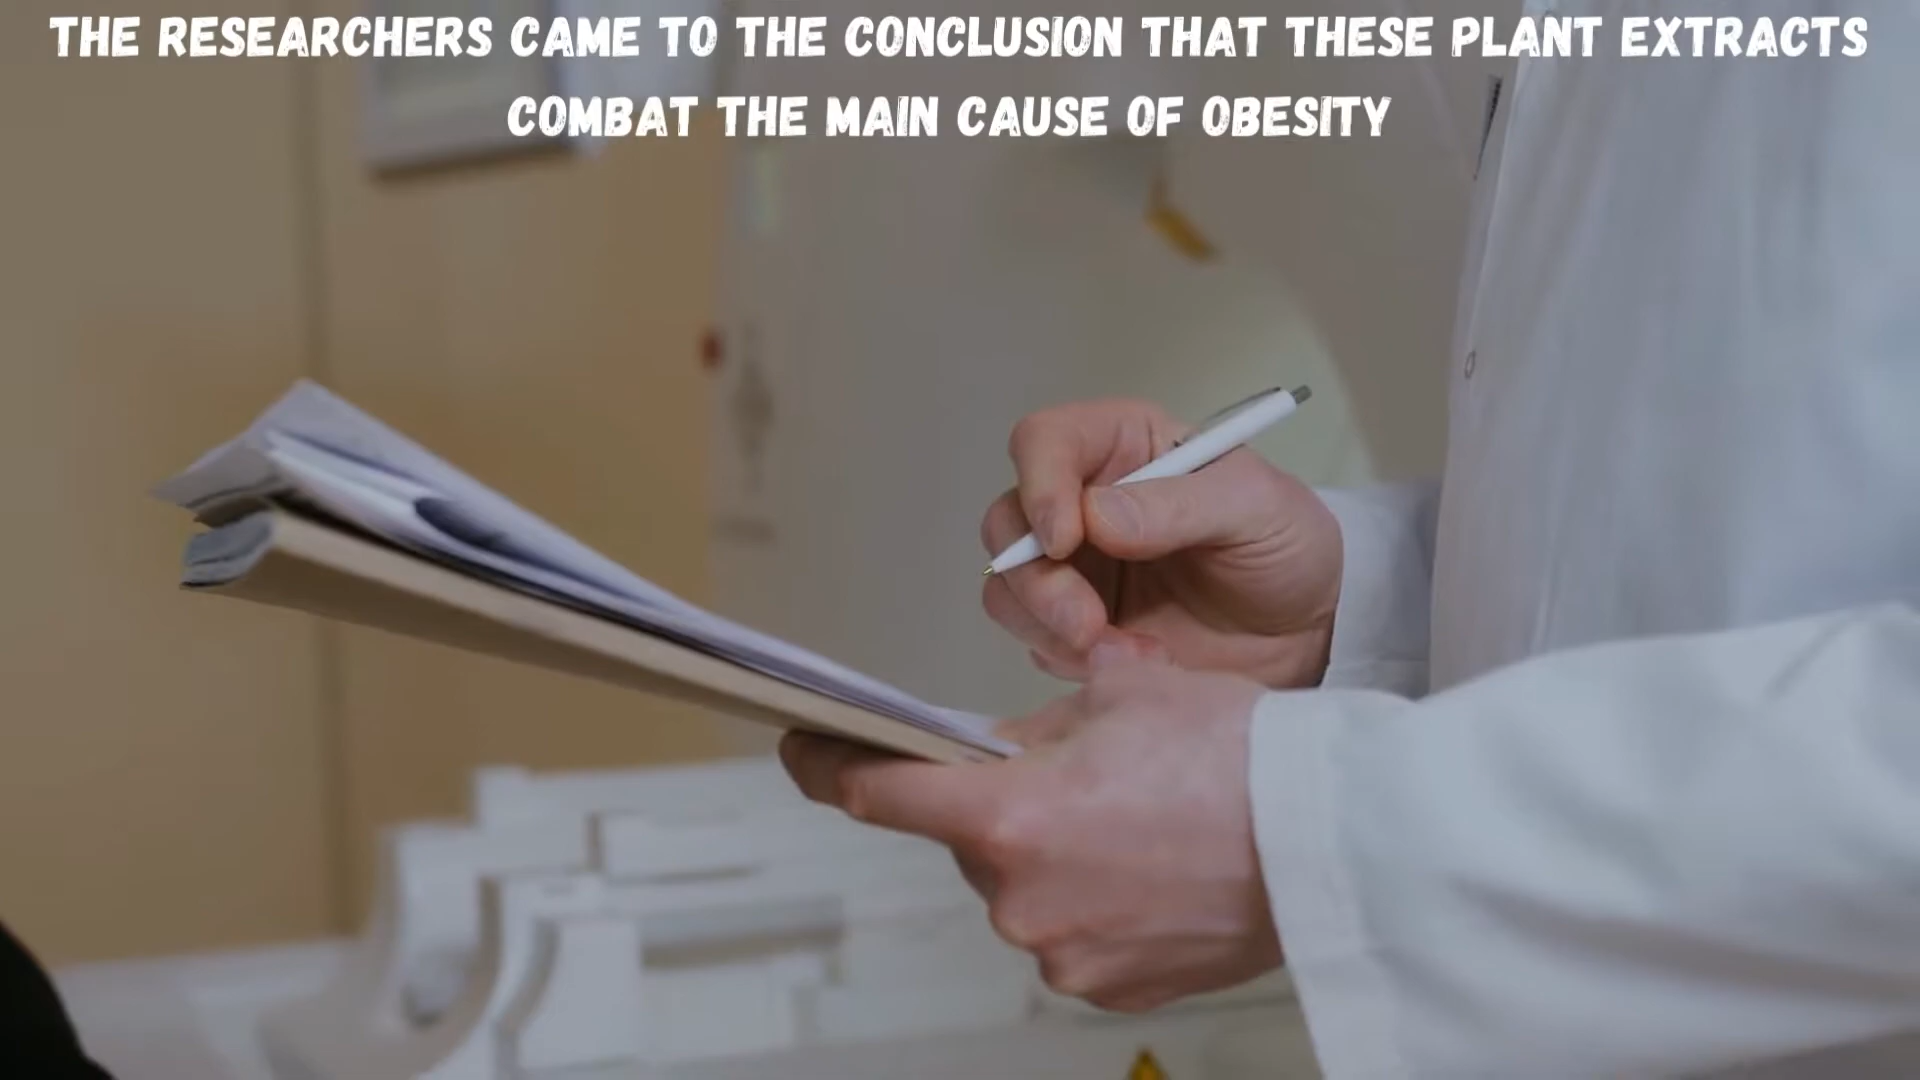 THE RESEARCHERS CAME TO THE CONCLUSION THAT THESE PLANT EXTRACTS
COMBAT THE MAIN CAUSE OF OBESITY